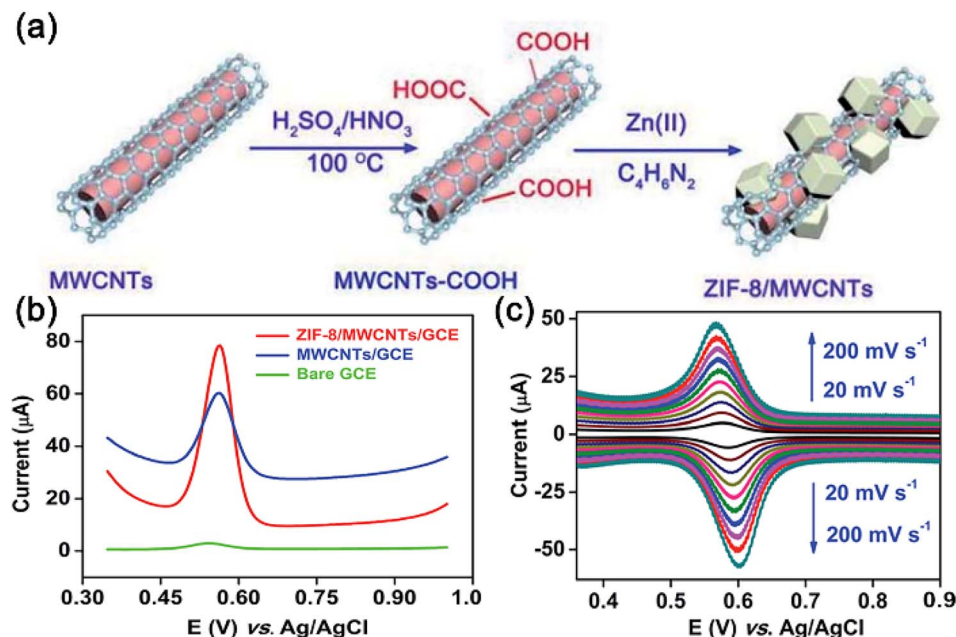 (a)
COOH
HOOC
H₂SO₄/HNO₃
100 °C
COOH
Zn(II)
C₄H₆N₂
MWCNTs
MWCNTs-COOH
ZIF-8/MWCNTs
(b)
80
60
40
20
0
Current (μA)
ZIF-8/MWCNTs/GCE
MWCNTs/GCE
Bare GCE
0.30 0.45 0.60 0.75 0.90 1.0
E (V) vs. Ag/AgCl
(c)
50
25
0
-25
-50
Current (μA)
200 mV s⁻¹
20 mV s⁻¹
20 mV s⁻¹
200 mV s⁻¹
0.4 0.5 0.6 0.7 0.8 0.9
E (V) vs. Ag/AgCl